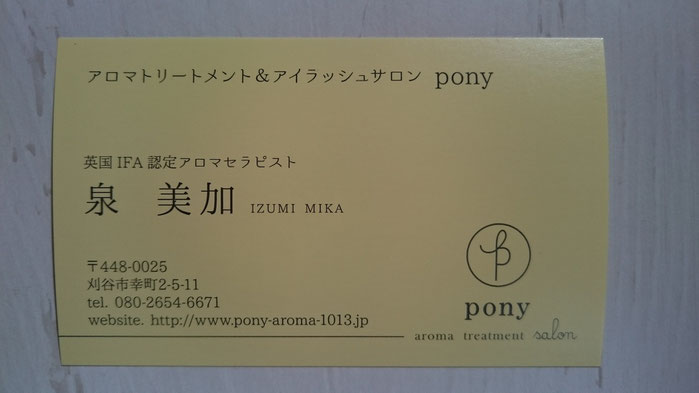 アロマトリートメント＆アイラッシュサロン pony
英国 IFA 認定アロマセラピスト
泉 美加 IZUMI MIKA
〒448-0025
刈谷市幸町2-5-11
tel. 080-2654-6671
website. http://www.pony-aroma-1013.jp
pony
aroma treatment salon